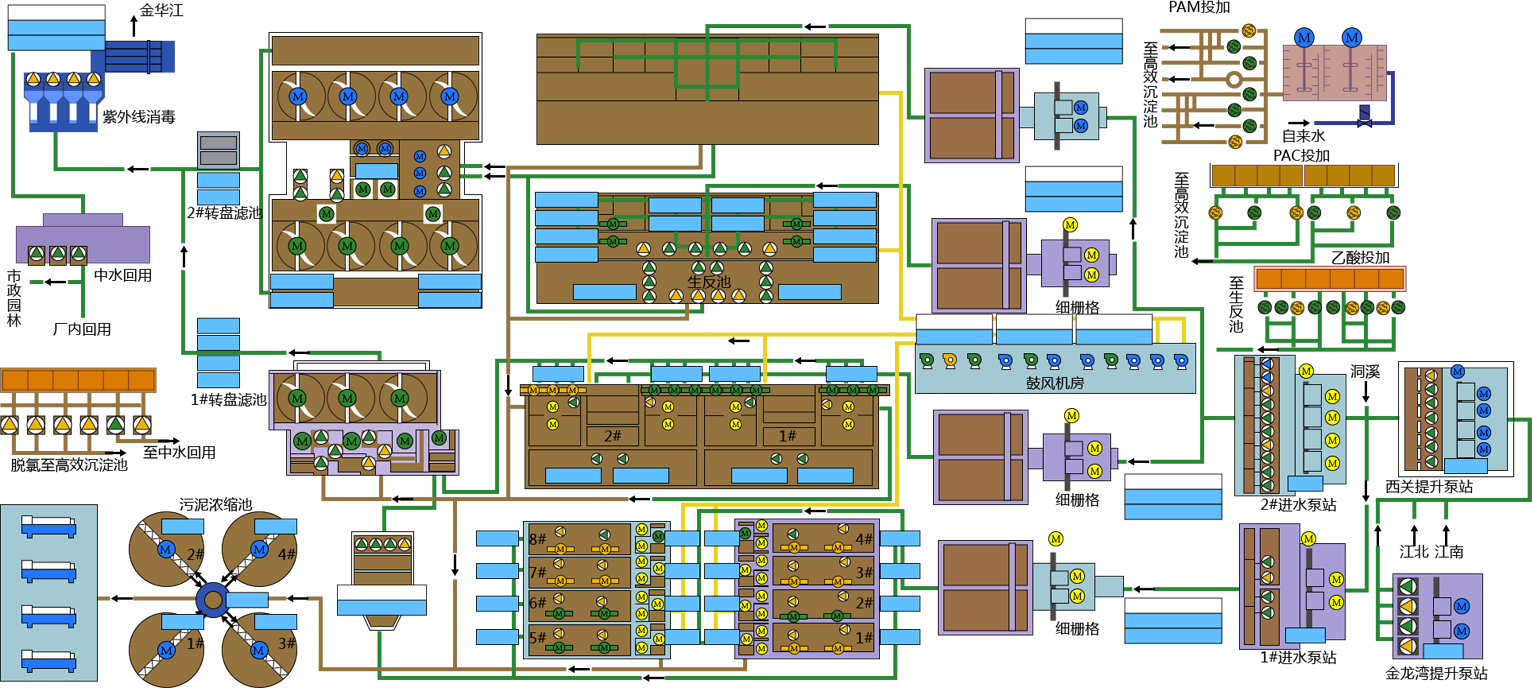 金华江
紫外线消毒
2#转盘滤池
中水回用
市政园林
厂内回用
1#转盘滤池
至中水回用
脱氯至高效沉淀池
污泥浓缩池
2#
4#
1#
3#
生反池
2#
1#
8#
7#
6#
5#
4#
3#
2#
1#
鼓风机房
细栅格
细栅格
细栅格
PAM投加
至高效沉淀池
自来水
PAC投加
至高效沉淀池
乙酸投加
至生反池
洞溪
2#进水泵站
西关提升泵站
江北
江南
1#进水泵站
金龙湾提升泵站